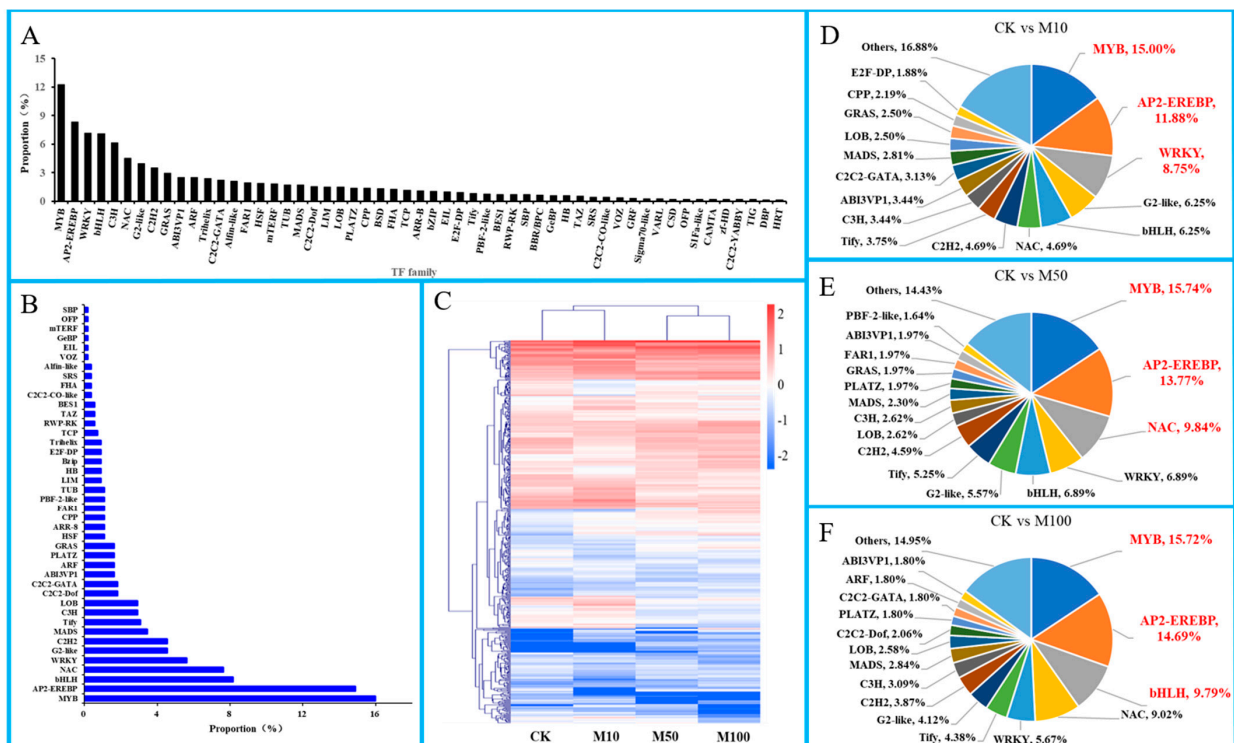 A
Proportion (%)
15
12
9
6
3
0
MYB
AP2-EREBP
WRKY
bHLH
C3H
NAC
G2-like
C2H2
GRAS
ABI3VP1
ARF
Trihelix
C2C2-GATA
Alfin-like
FAR1
HSF
mTERF
TUB
MADS
C2C2-Dof
LIM
LOB
PLATZ
CPP
BSD
FHA
TCP
ARR-B
bZIP
EIL
E2F-DP
Tify
PBF-2-like
BES1
RWP-RK
SBP
BBR/BPC
GeBP
HB
TAZ
SRS
C2C2-CO-like
VOZ
GRF
Sigma70-like
VARL
CSD
OFP
S1Fa-like
CAMTA
zf-HD
C2C2-YABBY
TIG
DBP
HRT
TF family
B
SBP
OFP
mTERF
GeBP
EIL
VOZ
Alfin-like
SRS
FHA
C2C2-CO-like
BES1
TAZ
RWP-RK
TCP
Trihelix
E2F-DP
Bzip
HB
LIM
TUB
PBF-2-like
FAR1
CPP
ARR-8
HSF
GRAS
PLATZ
ARF
ABI3VP1
C2C2-GATA
C2C2-Dof
LOB
C3H
Tify
MADS
C2H2
G2-like
WRKY
NAC
bHLH
AP2-EREBP
MYB
0 4 8 12 16
Proportion (%)
C
2
1
0
-1
-2
CK M10 M50 M100
D
CK vs M10
MYB, 15.00%
AP2-EREBP,
11.88%
WRKY,
8.75%
G2-like, 6.25%
bHLH, 6.25%
NAC, 4.69%
C2H2, 4.69%
Tify, 3.75%
C3H, 3.44%
ABI3VP1, 3.44%
C2C2-GATA, 3.13%
MADS, 2.81%
LOB, 2.50%
GRAS, 2.50%
CPP, 2.19%
E2F-DP, 1.88%
Others, 16.88%
E
CK vs M50
MYB, 15.74%
AP2-EREBP,
13.77%
NAC, 9.84%
WRKY, 6.89%
bHLH, 6.89%
G2-like, 5.57%
Tify, 5.25%
C2H2, 4.59%
LOB, 2.62%
C3H, 2.62%
MADS, 2.30%
PLATZ, 1.97%
GRAS, 1.97%
FAR1, 1.97%
ABI3VP1, 1.97%
PBF-2-like, 1.64%
Others, 14.43%
F
CK vs M100
MYB, 15.72%
AP2-EREBP,
14.69%
bHLH, 9.79%
NAC, 9.02%
WRKY, 5.67%
Tify, 4.38%
G2-like, 4.12%
C2H2, 3.87%
C3H, 3.09%
MADS, 2.84%
LOB, 2.58%
C2C2-Dof, 2.06%
PLATZ, 1.80%
C2C2-GATA, 1.80%
ARF, 1.80%
ABI3VP1, 1.80%
Others, 14.95%